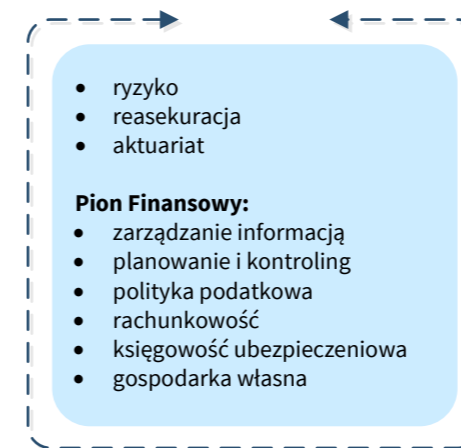 • ryzyko
• reasekuracja
• aktuariat
Pion Finansowy:
• zarządzanie informacją
• planowanie i kontroling
• polityka podatkowa
• rachunkowość
• księgowość ubezpieczeniowa
• gospodarka własna